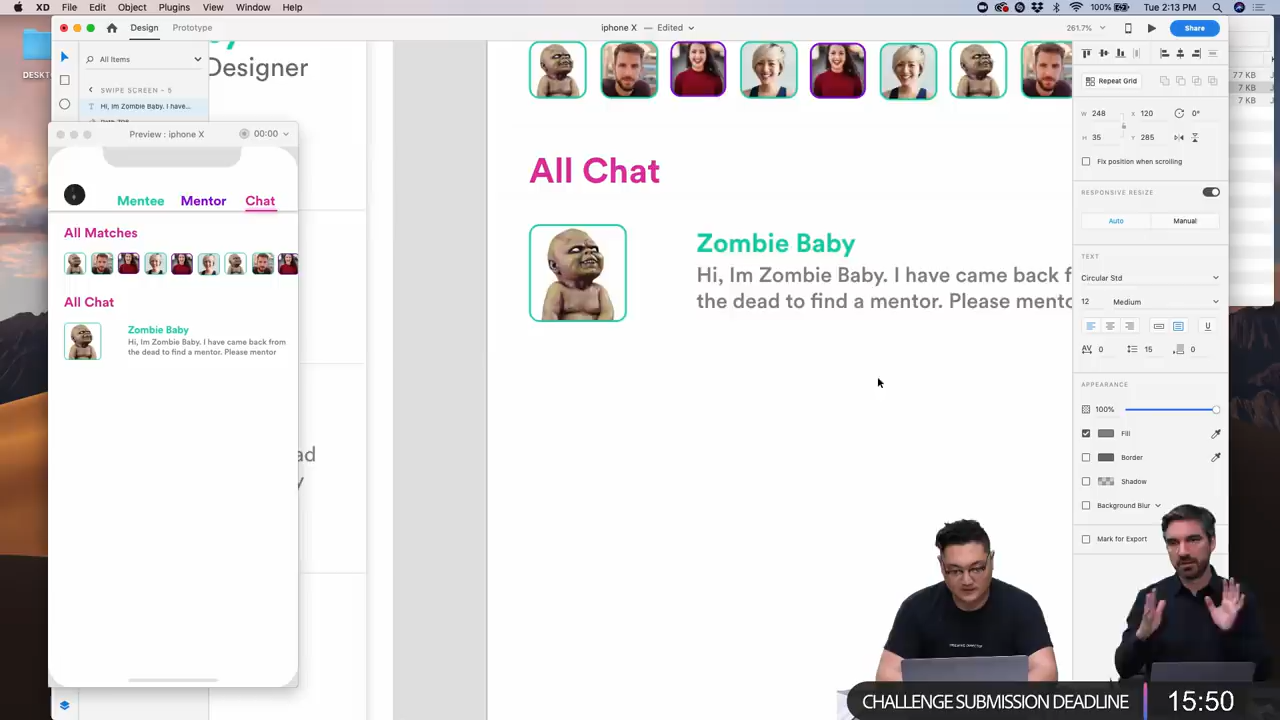 XD File Edit Object Plugins View Window Help
100% Tue 2:13 PM
Design Prototype
iphone X — Edited
261.7%
Share
All Items
SWIPE SCREEN – 5
Hi, Im Zombie Baby. I have...
DESKT
Designer
Preview : iphone X
00:00
Mentee Mentor Chat
All Matches
All Chat
Zombie Baby
Hi, Im Zombie Baby. I have came back from
the dead to find a mentor. Please mentor
All Chat
Zombie Baby
Hi, Im Zombie Baby. I have came back f
the dead to find a mentor. Please mento
ad
y
Repeat Grid
W 248 X 120 0°
H 35 Y 285
Fix position when scrolling
RESPONSIVE RESIZE
Auto Manual
TEXT
Circular Std
12 Medium
U
AV 0 15 0
APPEARANCE
100%
Fill
Border
Shadow
Background Blur
Mark for Export
77 KB
7 KB
7 KB
CHALLENGE SUBMISSION DEADLINE 15:50